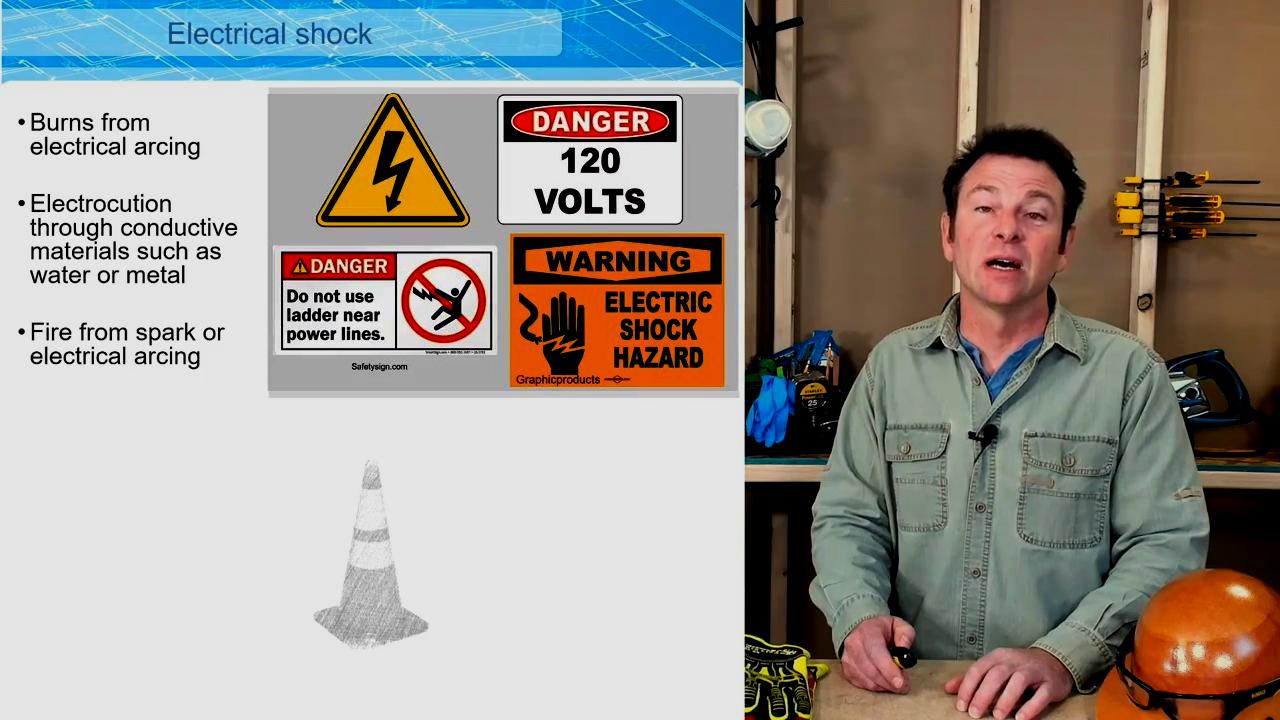 Electrical shock
•Burns from
electrical arcing
•Electrocution
through conductive
materials such as
water or metal
•Fire from spark or
electrical arcing
DANGER
120
VOLTS
DANGER
Do not use
ladder near
power lines.
Safetysign.com
WARNING
ELECTRIC
SHOCK
HAZARD
Graphicproducts
STANLEY
25